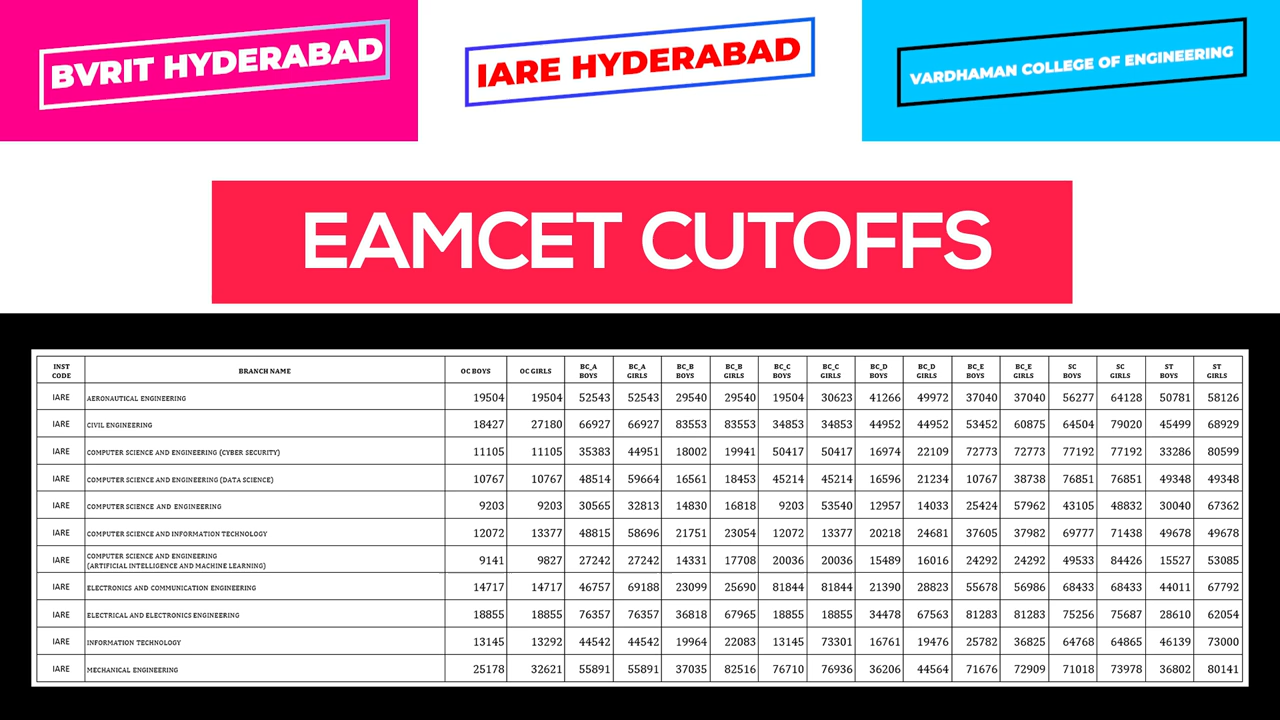 BVRIT HYDERABAD
IARE HYDERABAD
VARDHAMAN COLLEGE OF ENGINEERING
EAMCET CUTOFFS
INST CODE BRANCH NAME OC BOYS OC GIRLS BC_A BOYS BC_A GIRLS BC_B BOYS BC_B GIRLS BC_C BOYS BC_C GIRLS BC_D BOYS BC_D GIRLS BC_E BOYS BC_E GIRLS SC BOYS SC GIRLS ST BOYS ST GIRLS
IARE AERONAUTICAL ENGINEERING 19504 19504 52543 52543 29540 29540 19504 30623 41266 49972 37040 37040 56277 64128 50781 58126
IARE CIVIL ENGINEERING 18427 27180 66927 66927 83553 83553 34853 34853 44952 44952 53452 60875 64504 79020 45499 68929
IARE COMPUTER SCIENCE AND ENGINEERING (CYBER SECURITY) 11105 11105 35383 44951 18002 19941 50417 50417 16974 22109 72773 72773 77192 77192 33286 80599
IARE COMPUTER SCIENCE AND ENGINEERING (DATA SCIENCE) 10767 10767 48514 59664 16561 18453 45214 45214 16596 21234 10767 38738 76851 76851 49348 49348
IARE COMPUTER SCIENCE AND ENGINEERING 9203 9203 30565 32813 14830 16818 9203 53540 12957 14033 25424 57962 43105 48832 30040 67362
IARE COMPUTER SCIENCE AND INFORMATION TECHNOLOGY 12072 13377 48815 58696 21751 23054 12072 13377 20218 24681 37605 37982 69777 71438 49678 49678
IARE COMPUTER SCIENCE AND ENGINEERING
(ARTIFICIAL INTELLIGENCE AND MACHINE LEARNING) 9141 9827 27242 27242 14331 17708 20036 20036 15489 16016 24292 24292 49533 84426 15527 53085
IARE ELECTRONICS AND COMMUNICATION ENGINEERING 14717 14717 46757 69188 23099 25690 81844 81844 21390 28823 55678 56986 68433 68433 44011 67792
IARE ELECTRICAL AND ELECTRONICS ENGINEERING 18855 18855 76357 76357 36818 67965 18855 18855 34478 67563 81283 81283 75256 75687 28610 62054
IARE INFORMATION TECHNOLOGY 13145 13292 44542 44542 19964 22083 13145 73301 16761 19476 25782 36825 64768 64865 46139 73000
IARE MECHANICAL ENGINEERING 25178 32621 55891 55891 37035 82516 76710 76936 36206 44564 71676 72909 71018 73978 36802 80141